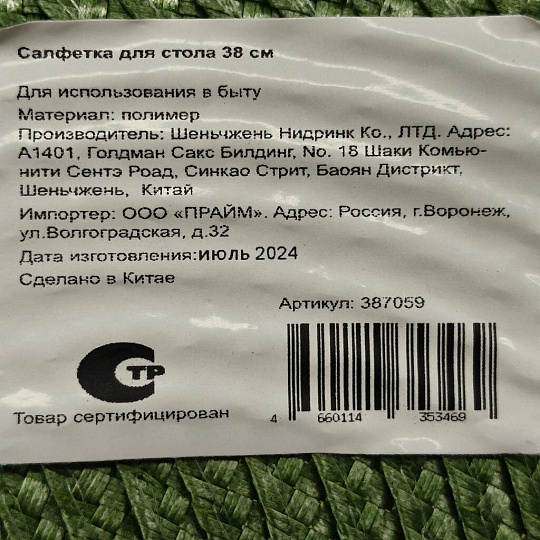 Салфетка для стола 38 см
Для использования в быту
Материал: полимер
Производитель: Шеньчжень Нидринк Ко., ЛТД. Адрес:
А1401, Голдман Сакс Билдинг, No. 18 Шаки Комью-
нити Сентэ Роад, Синкао Стрит, Баоян Дистрикт,
Шеньчжень, Китай
Импортер: ООО «ПРАЙМ». Адрес: Россия, г.Воронеж,
ул.Волгоградская, д.32
Дата изготовления:июль 2024
Сделано в Китае
Артикул: 387059
СТР
Товар сертифицирован
4 660114 353469